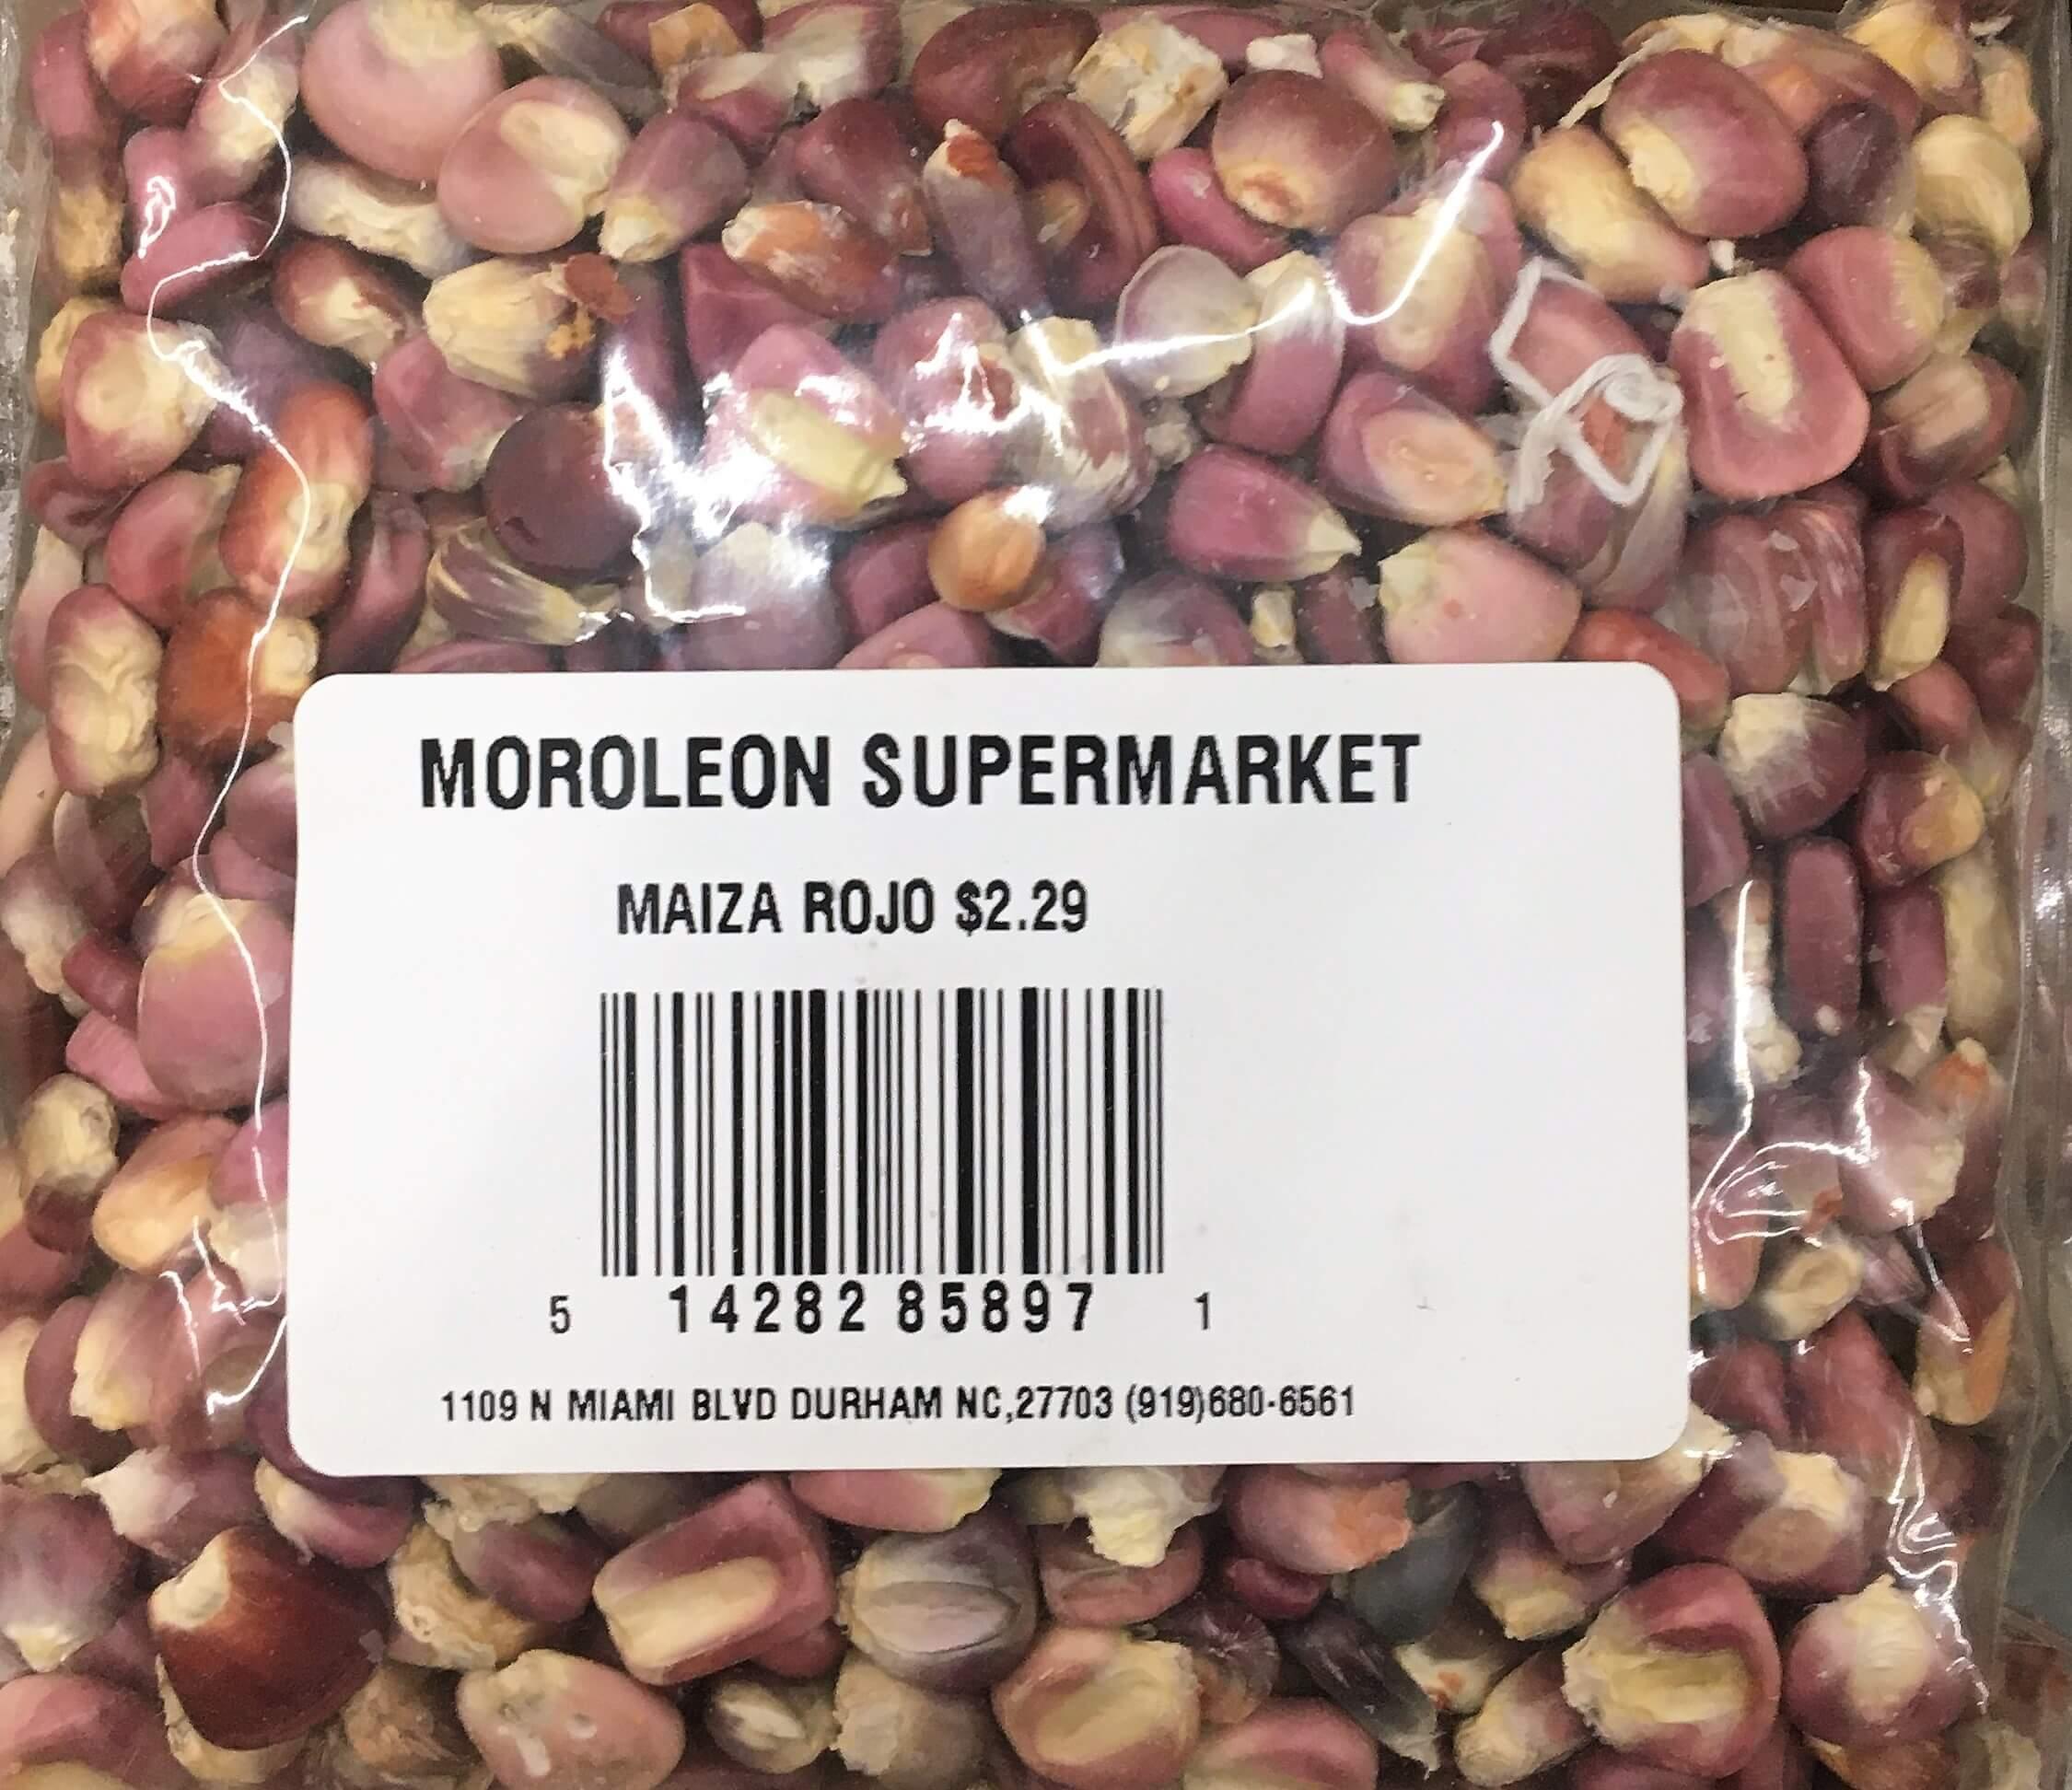 MOROLEON SUPERMARKET
MAIZA ROJO $2.29
5 14282 85897 1
1109 N MIAMI BLVD DURHAM NC,27703 (919)680-6561